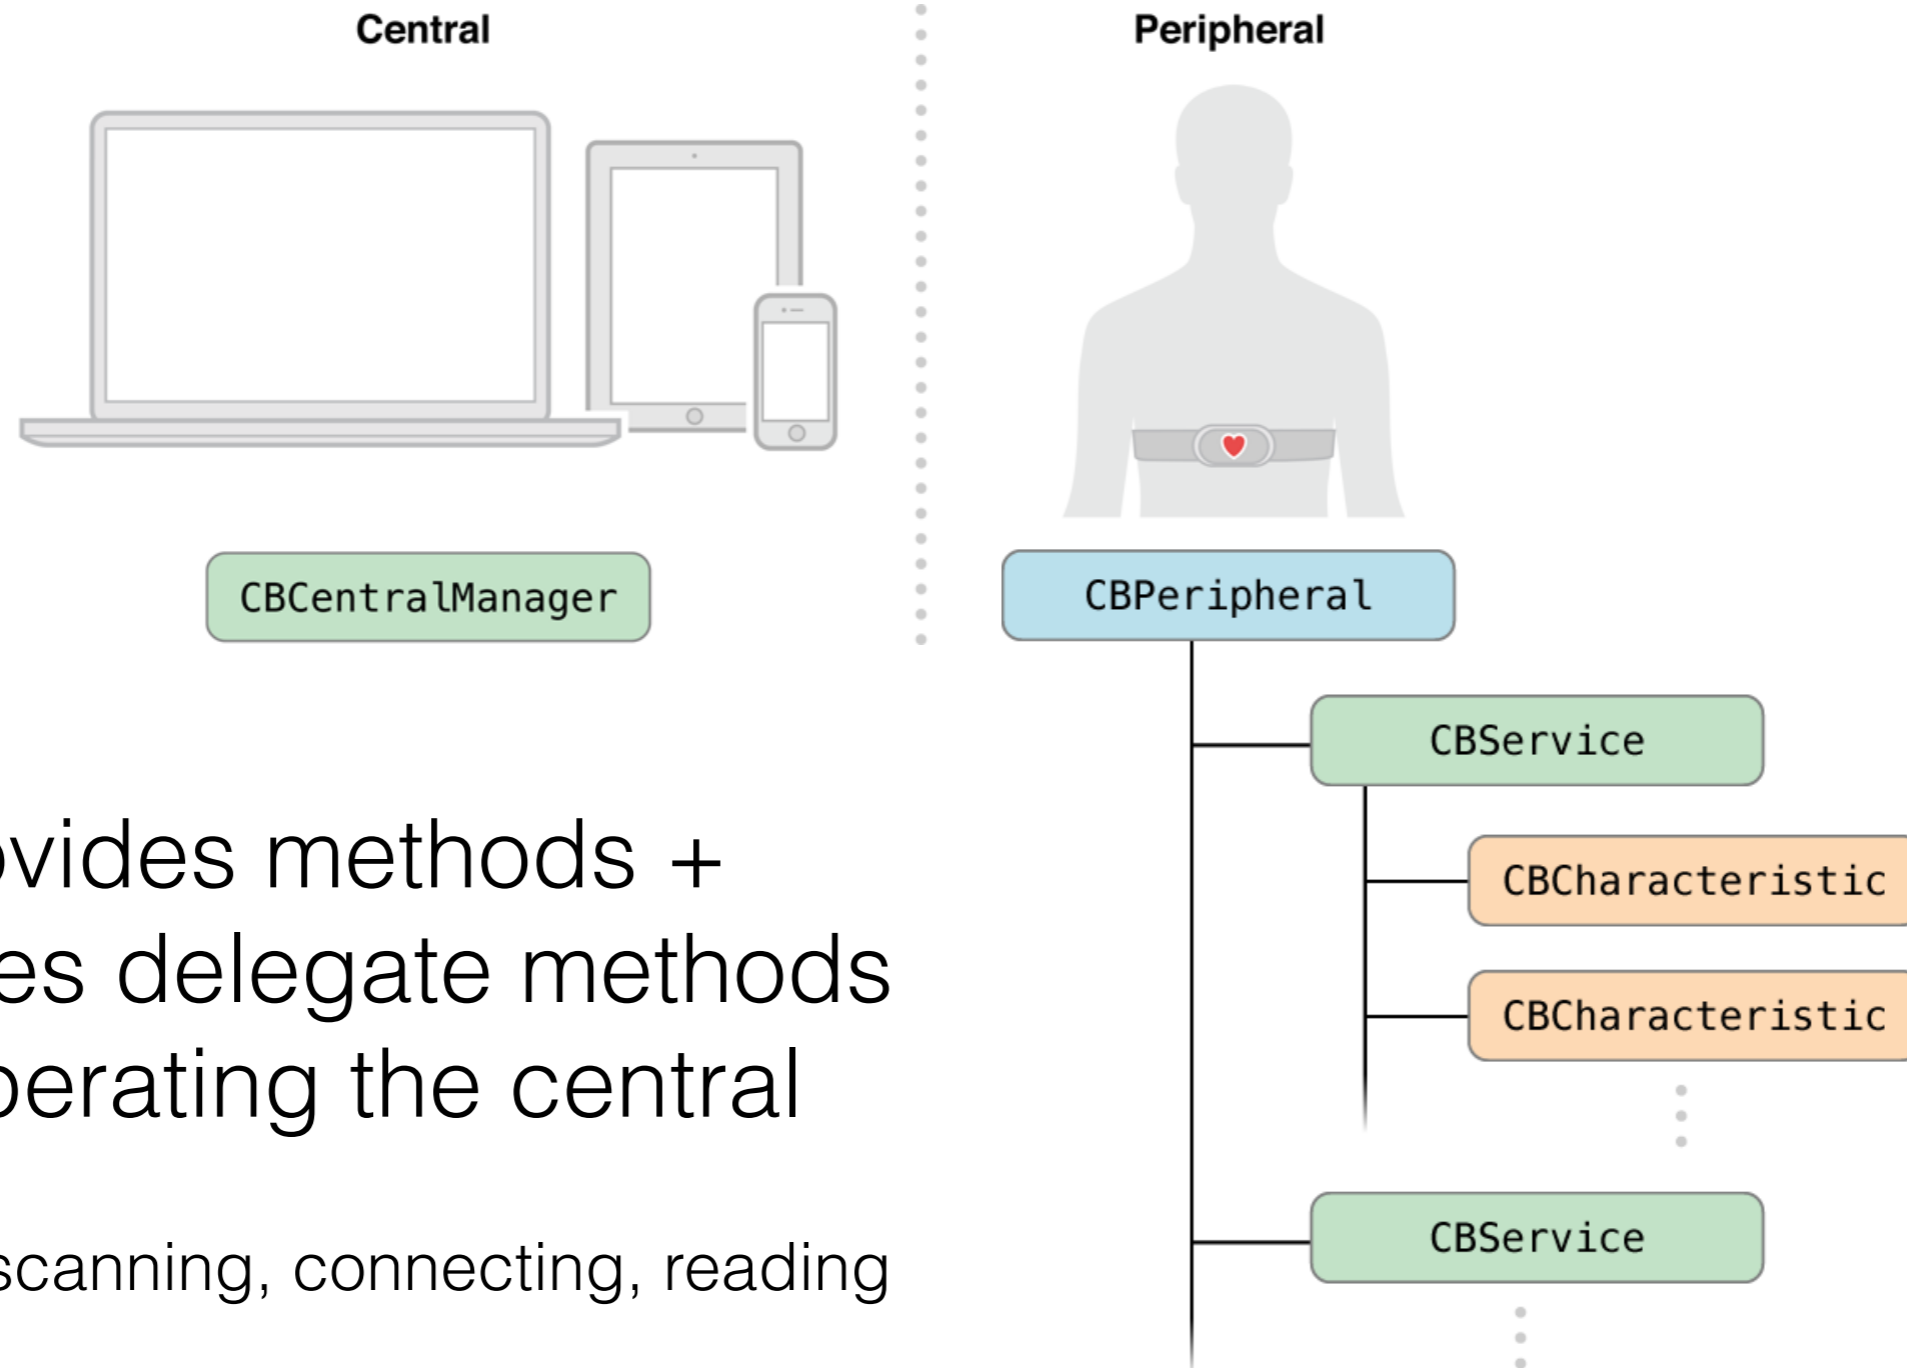 Central
Peripheral
CBCentralManager
CBPeripheral
CBService
CBCharacteristic
CBCharacteristic
CBService
ovides methods +
es delegate methods
perating the central
scanning, connecting, reading